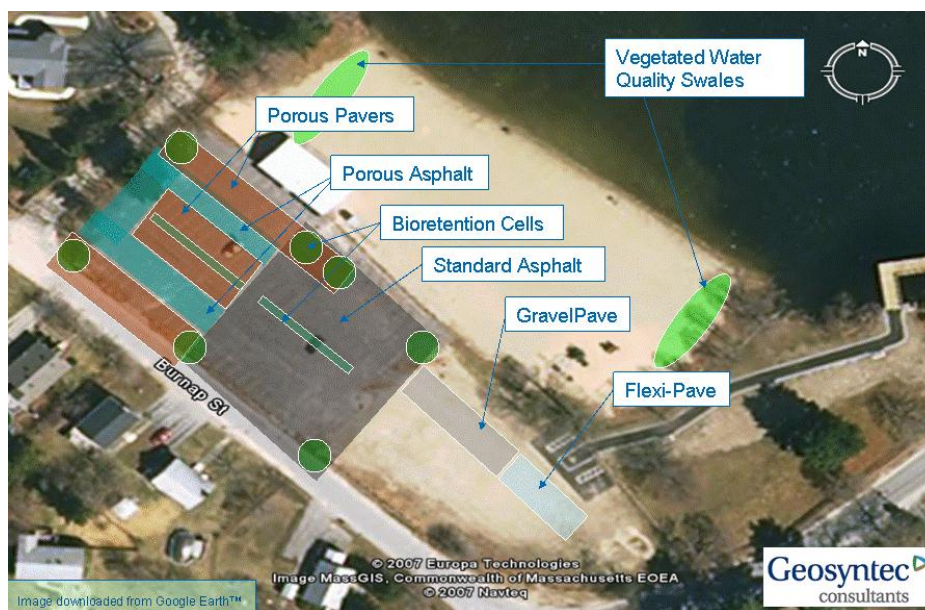 Vegetated Water
Quality Swales
N
Porous Pavers
Porous Asphalt
Bioretention Cells
Standard Asphalt
GravelPave
Flexi-Pave
Burnap St
© 2007 Europa Technologies
Image MassGIS, Commonwealth of Massachusetts EOEA
© 2007 Navteq
Image downloaded from Google Earth™
Geosyntec
consultants